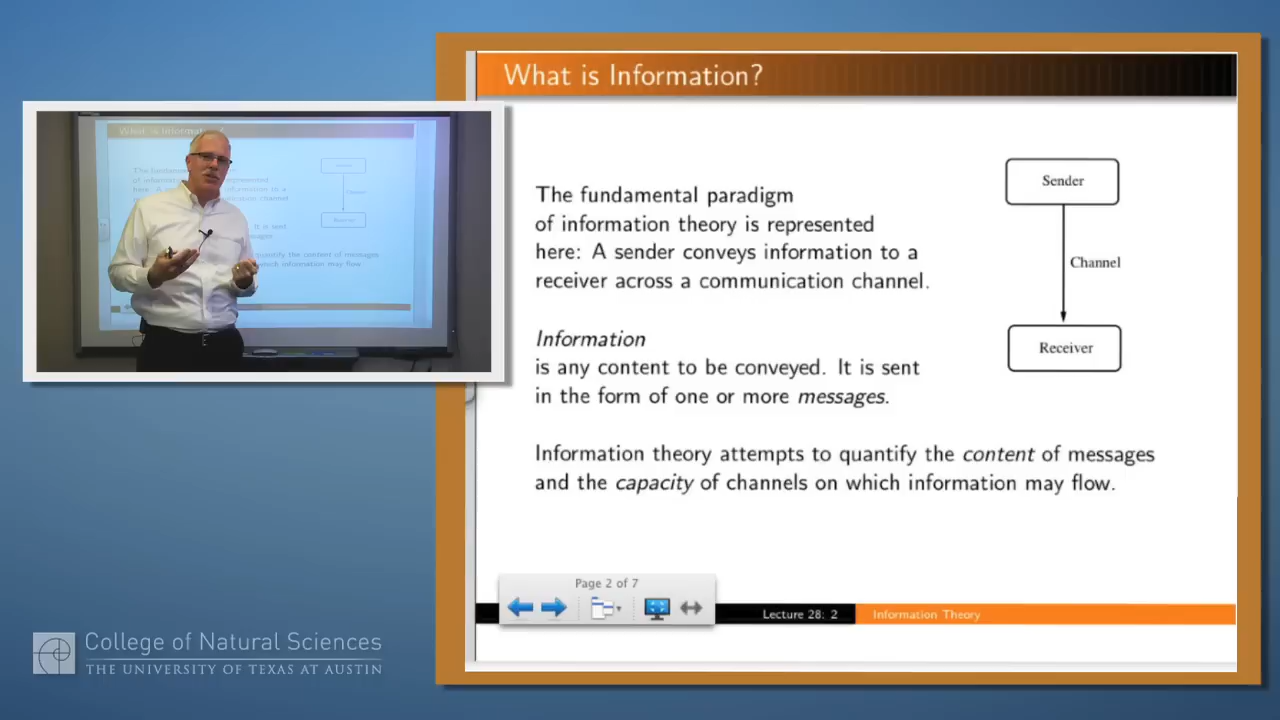 What is Information?
The fundamental paradigm
of information theory is represented
here: A sender conveys information to a
receiver across a communication channel.
Information
is any content to be conveyed. It is sent
in the form of one or more messages.
Information theory attempts to quantify the content of messages
and the capacity of channels on which information may flow.
Sender
Channel
Receiver
Page 2 of 7
Lecture 28: 2
Information Theory
College of Natural Sciences
THE UNIVERSITY OF TEXAS AT AUSTIN